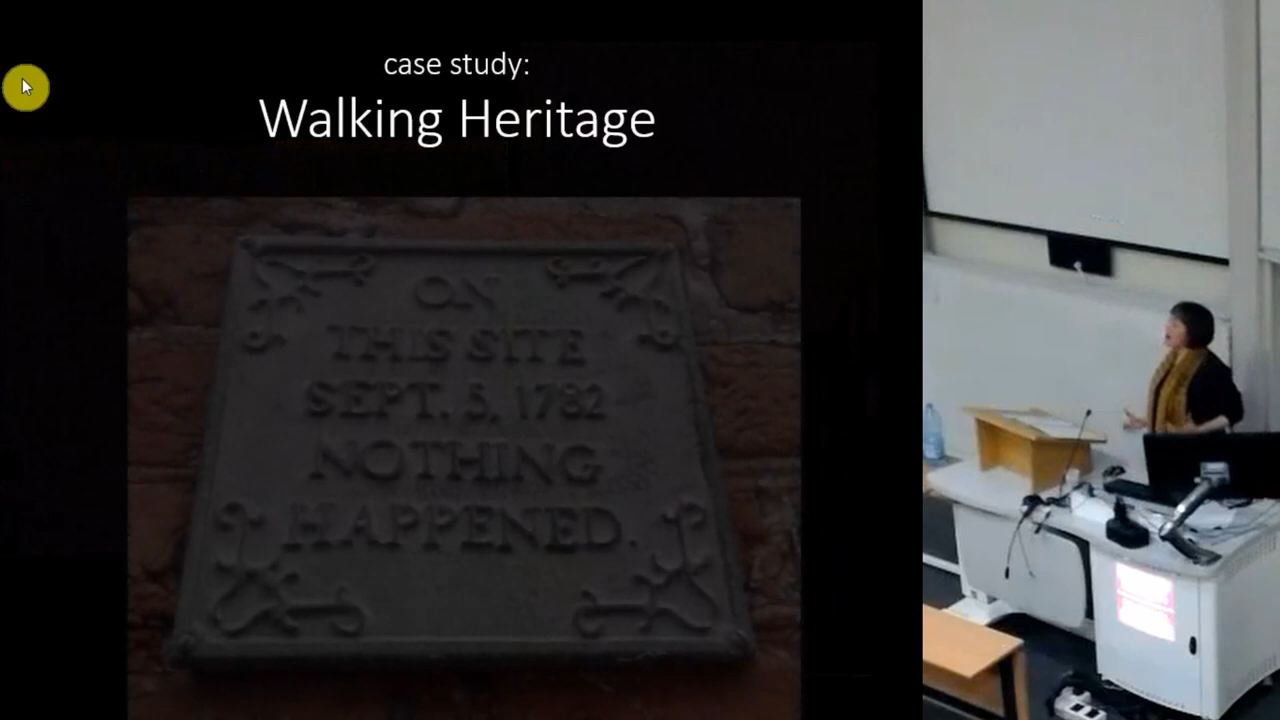 case study:
Walking Heritage
ON
THIS SITE
SEPT. 5, 1782
NOTHING
HAPPENED.